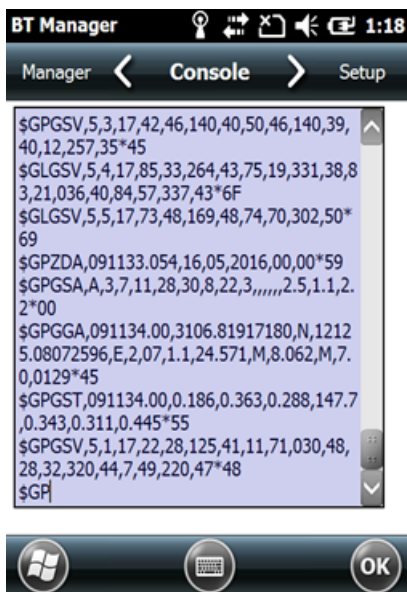 BT Manager 1:18
Manager Console Setup
$GPGSV,5,3,17,42,46,140,40,50,46,140,39,
40,12,257,35*45
$GLGSV,5,4,17,85,33,264,43,75,19,331,38,8
3,21,036,40,84,57,337,43*6F
$GLGSV,5,5,17,73,48,169,48,74,70,302,50*
69
$GPZDA,091133.054,16,05,2016,00,00*59
$GPGSA,A,3,7,11,28,30,8,22,3,,,,,,2.5,1.1,2.
2*00
$GPGGA,091134.00,3106.81917180,N,1212
5.08072596,E,2,07,1.1,24.571,M,8.062,M,7.
0,0129*45
$GPGST,091134.00,0.186,0.363,0.288,147.7
,0.343,0.311,0.445*55
$GPGSV,5,1,17,22,28,125,41,11,71,030,48,
28,32,320,44,7,49,220,47*48
$GP
OK